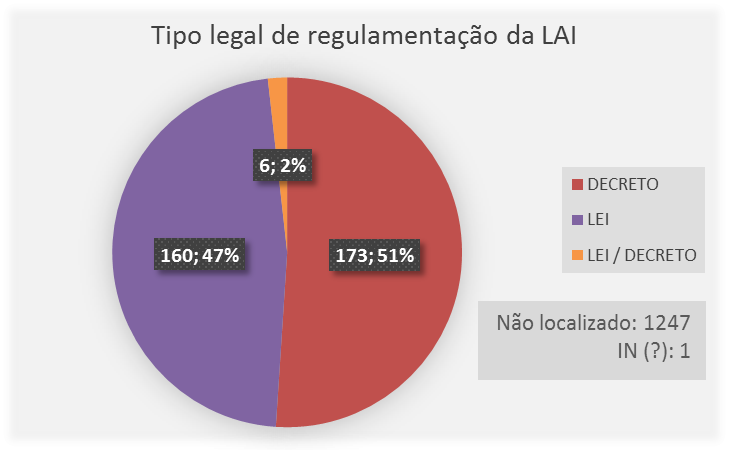 Tipo legal de regulamentação da LAI
6; 2%
160; 47%
173; 51%
DECRETO
LEI
LEI / DECRETO
Não localizado: 1247
IN (?): 1